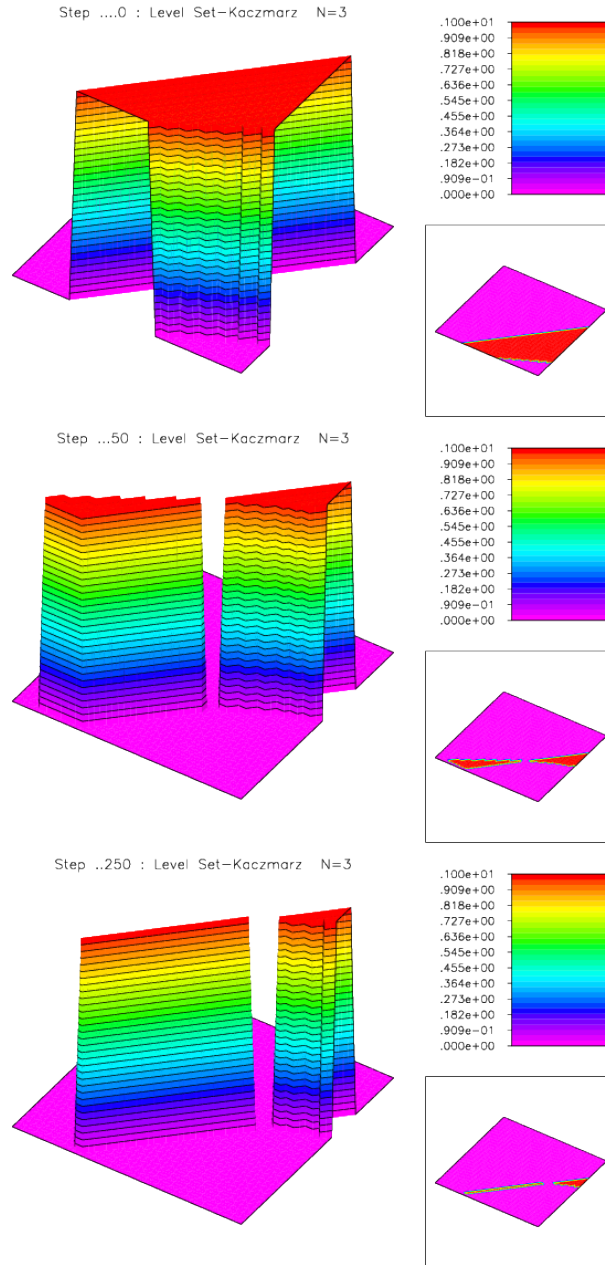 Step ....0 : Level Set-Kaczmarz N=3
.100e+01
.909e+00
.818e+00
.727e+00
.636e+00
.545e+00
.455e+00
.364e+00
.273e+00
.182e+00
.909e-01
.000e+00
Step ...50 : Level Set-Kaczmarz N=3
.100e+01
.909e+00
.818e+00
.727e+00
.636e+00
.545e+00
.455e+00
.364e+00
.273e+00
.182e+00
.909e-01
.000e+00
Step ..250 : Level Set-Kaczmarz N=3
.100e+01
.909e+00
.818e+00
.727e+00
.636e+00
.545e+00
.455e+00
.364e+00
.273e+00
.182e+00
.909e-01
.000e+00